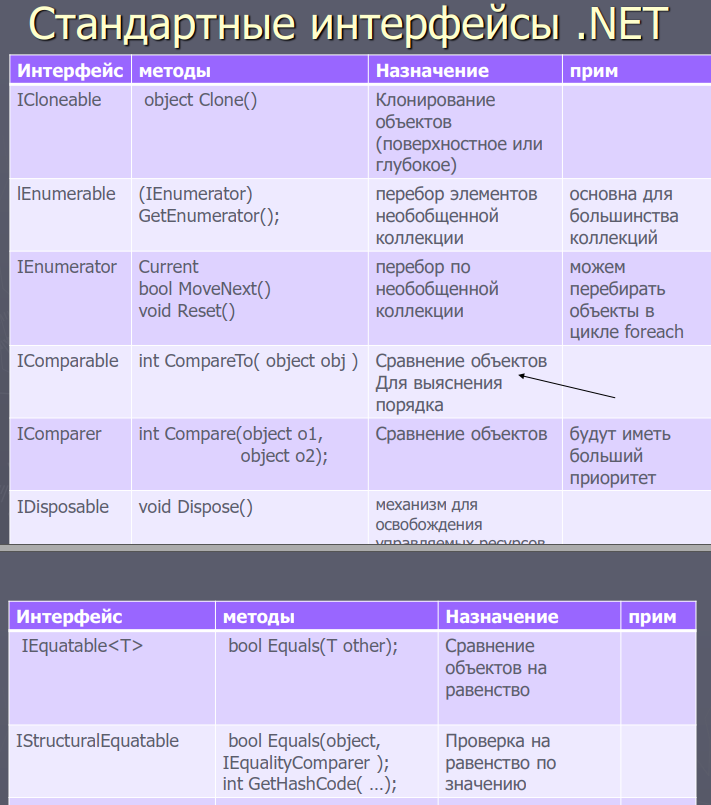 Стандартные интерфейсы .NET
Интерфейс методы Назначение прим
ICloneable object Clone() Клонирование
объектов
(поверхностное или
глубокое)
lEnumerable (IEnumerator) перебор элементов основна для
GetEnumerator(); необобщенной большинства
коллекции коллекций
IEnumerator Current перебор по можем
bool MoveNext() необобщенной перебирать
void Reset() коллекции объекты в
цикле foreach
IComparable int CompareTo( object obj ) Сравнение объектов
Для выяснения
порядка
IComparer int Compare(object o1, Сравнение объектов будут иметь
object o2); больший
приоритет
IDisposable void Dispose() механизм для
освобождения
управляемых ресурсов
Интерфейс методы Назначение прим
IEquatable<T> bool Equals(T other); Сравнение
объектов на
равенство
IStructuralEquatable bool Equals(object, Проверка на
IEqualityComparer ); равенство по
int GetHashCode( ...); значению